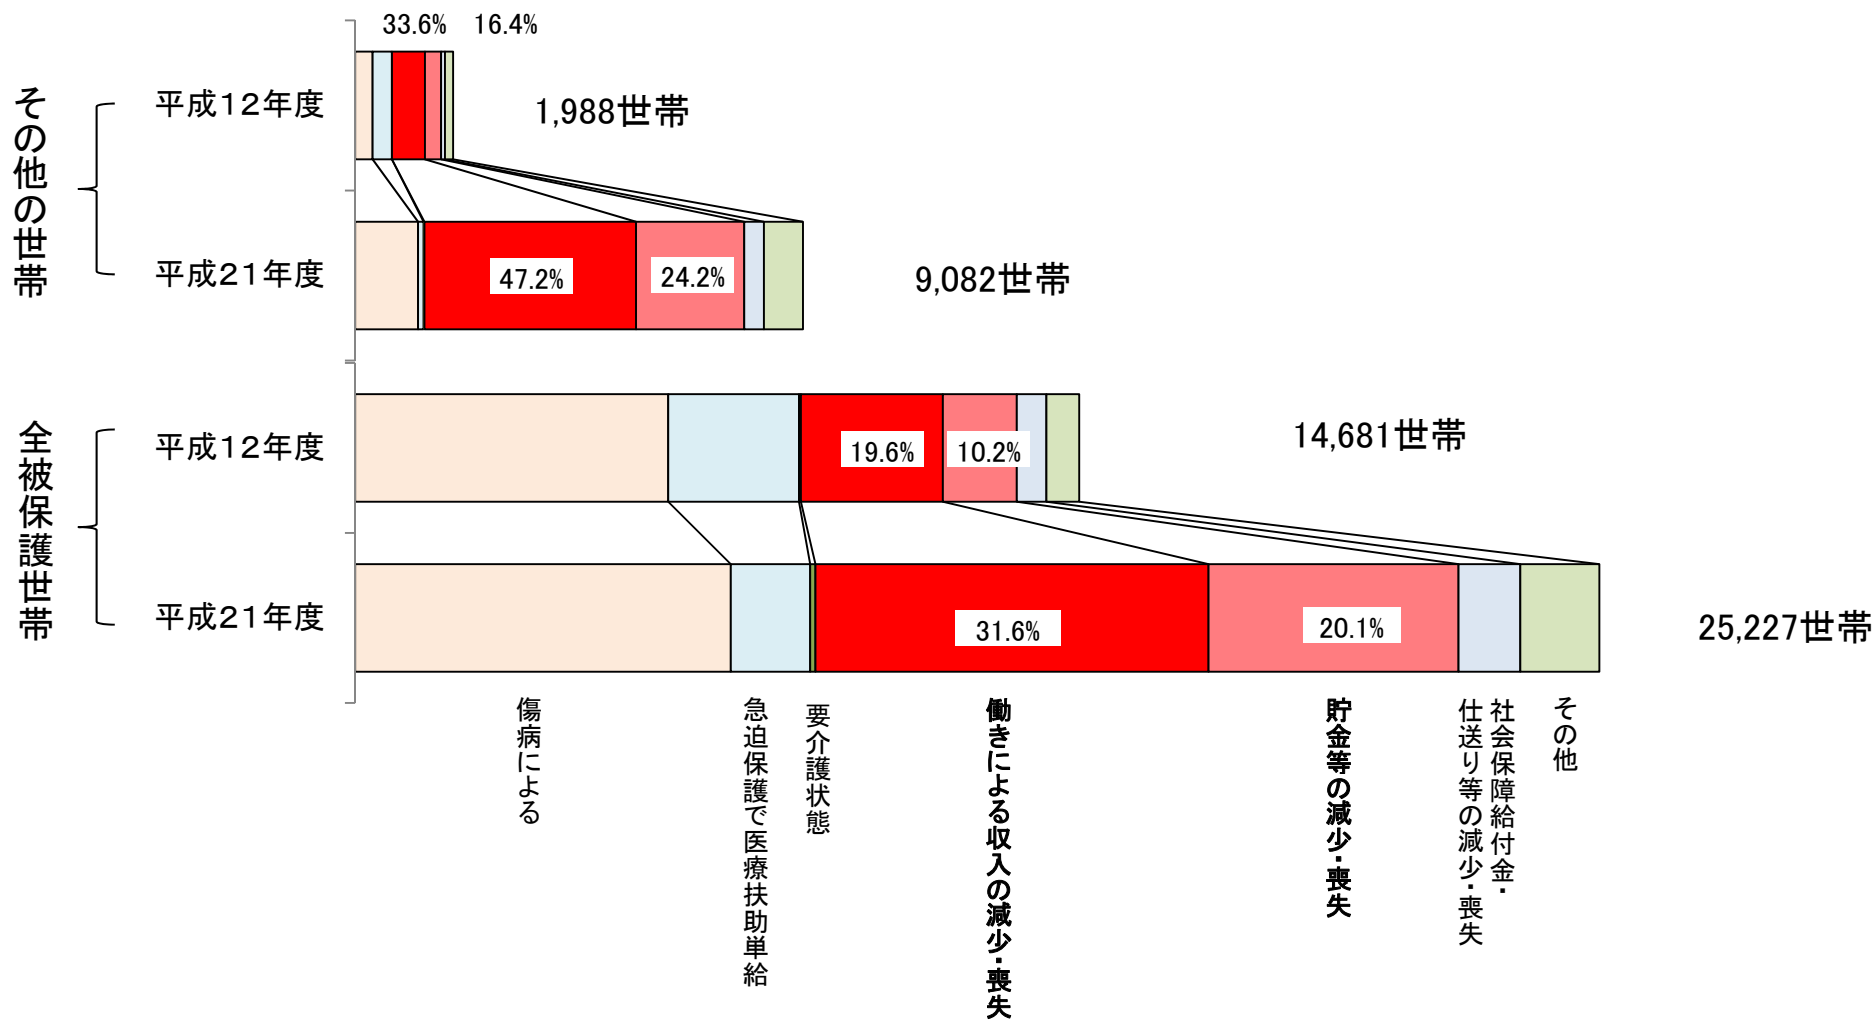 33.6%
16.4%
その他の世帯
平成12年度
1,988世帯
平成21年度
47.2%
24.2%
9,082世帯
全被保護世帯
平成12年度
19.6%
10.2%
14,681世帯
平成21年度
31.6%
20.1%
25,227世帯
傷病による
急迫保護で医療扶助単給
要介護状態
働きによる収入の減少・喪失
貯金等の減少・喪失
社会保障給付金・
仕送り等の減少・喪失
その他